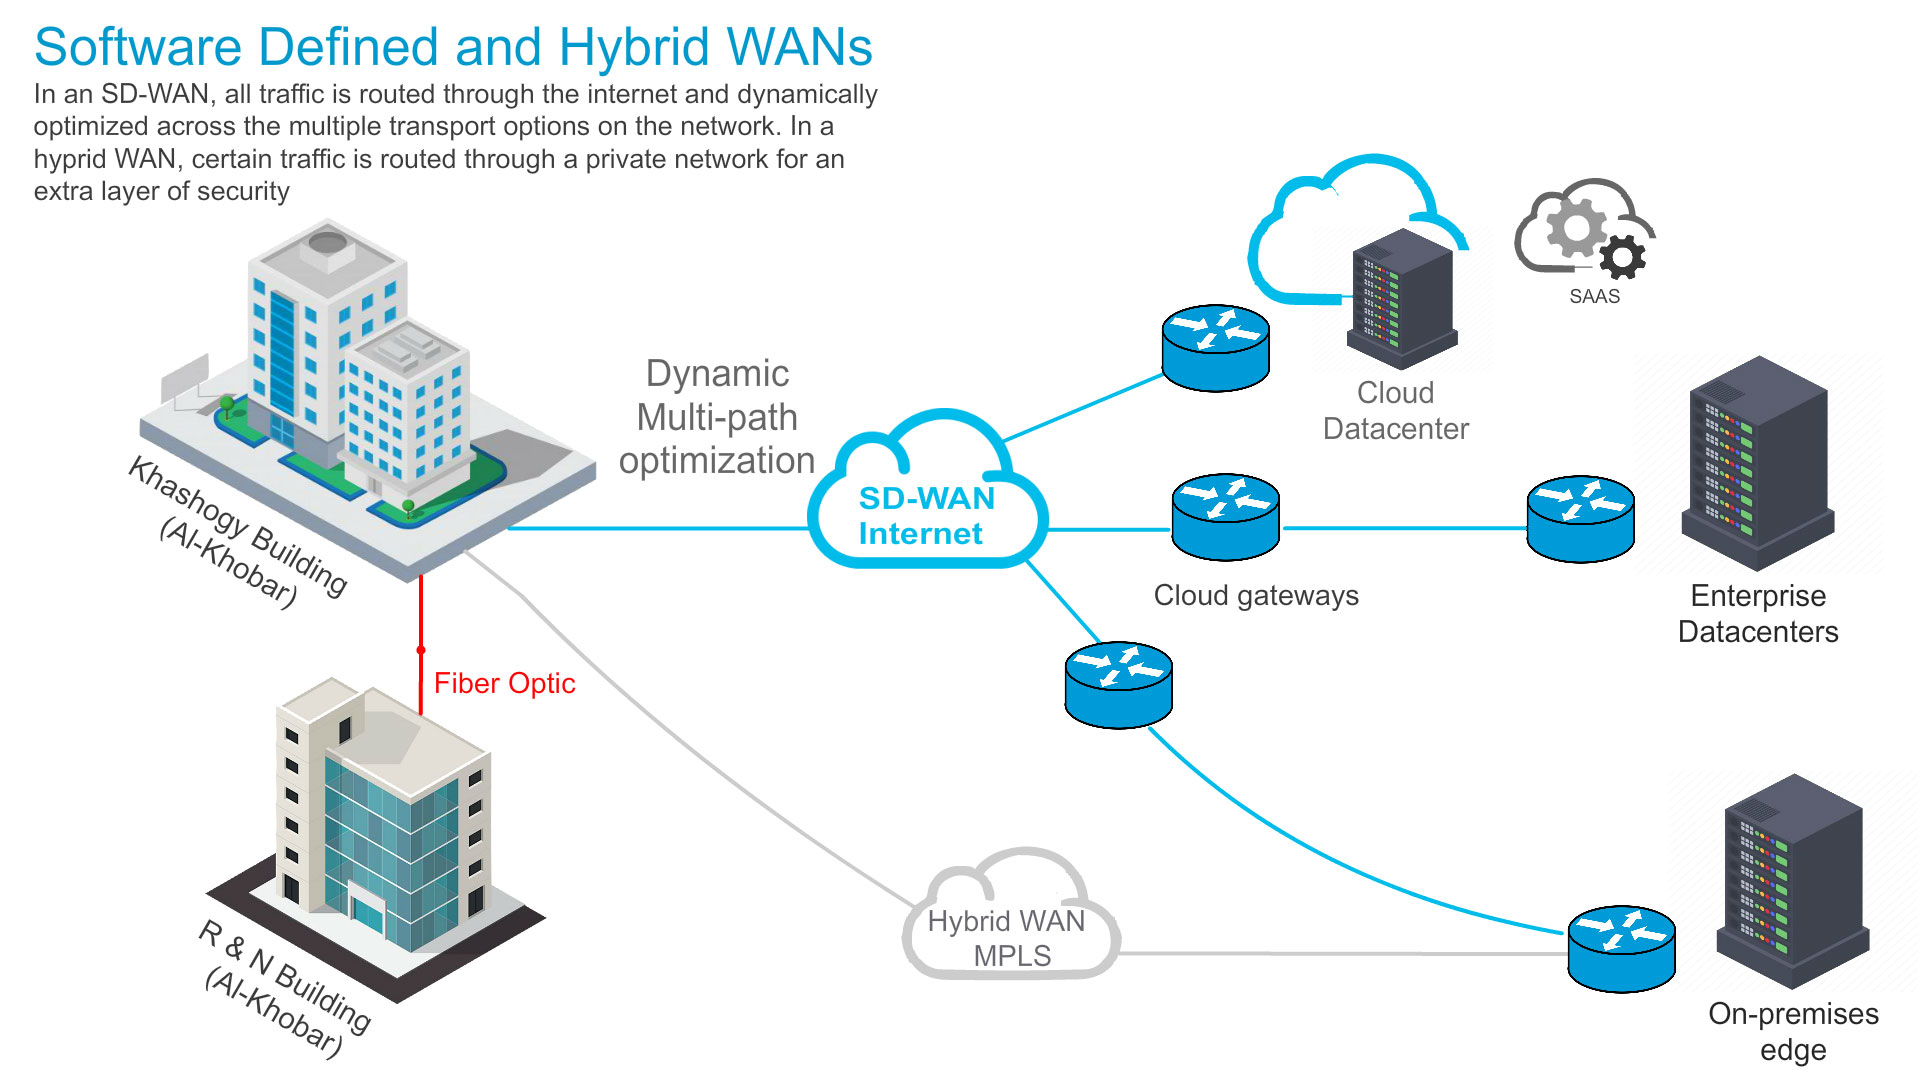 Software Defined and Hybrid WANs
In an SD-WAN, all traffic is routed through the internet and dynamically
optimized across the multiple transport options on the network. In a
hyprid WAN, certain traffic is routed through a private network for an
extra layer of security
SAAS
Cloud
Datacenter
Dynamic
Multi-path
optimization
SD-WAN
Internet
Khashogy Building
(Al-Khobar)
Cloud gateways
Enterprise
Datacenters
Fiber Optic
R & N Building
(Al-Khobar)
Hybrid WAN
MPLS
On-premises
edge